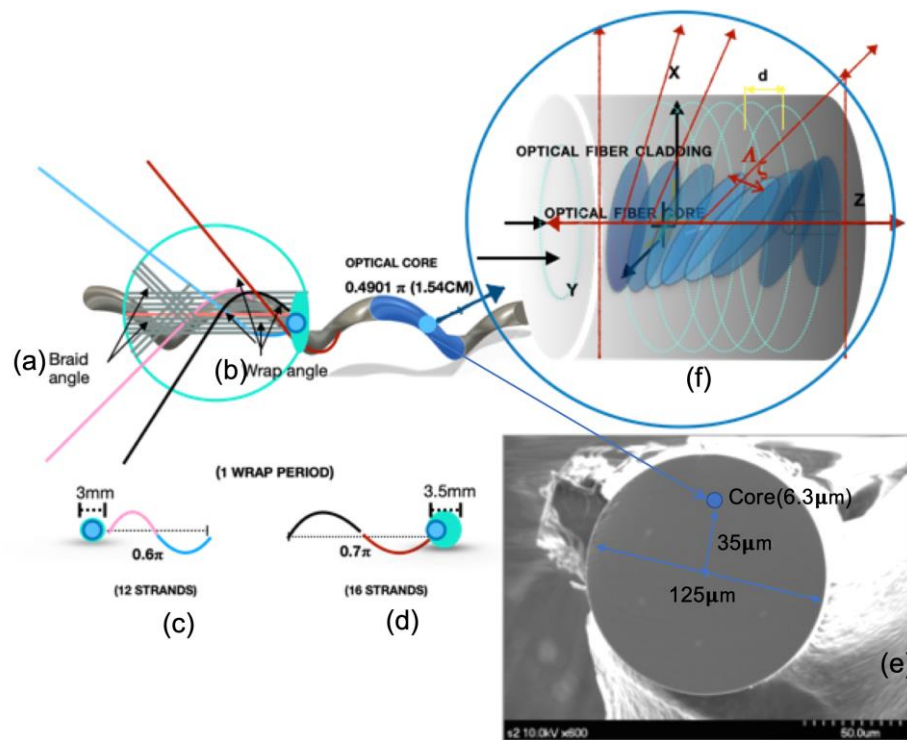 X
d
OPTICAL FIBER CLADDING
Λζ
OPTICAL FIBER CORE
Z
Y
(f)
OPTICAL CORE
0.4901 π (1.54CM)
(a)
Braid
angle
(b)
Wrap angle
(1 WRAP PERIOD)
3mm
0.6π
(12 STRANDS)
(c)
3.5mm
0.7π
(16 STRANDS)
(d)
Core(6.3μm)
35μm
125μm
(e)
s2 10.0kV x600
50.0um